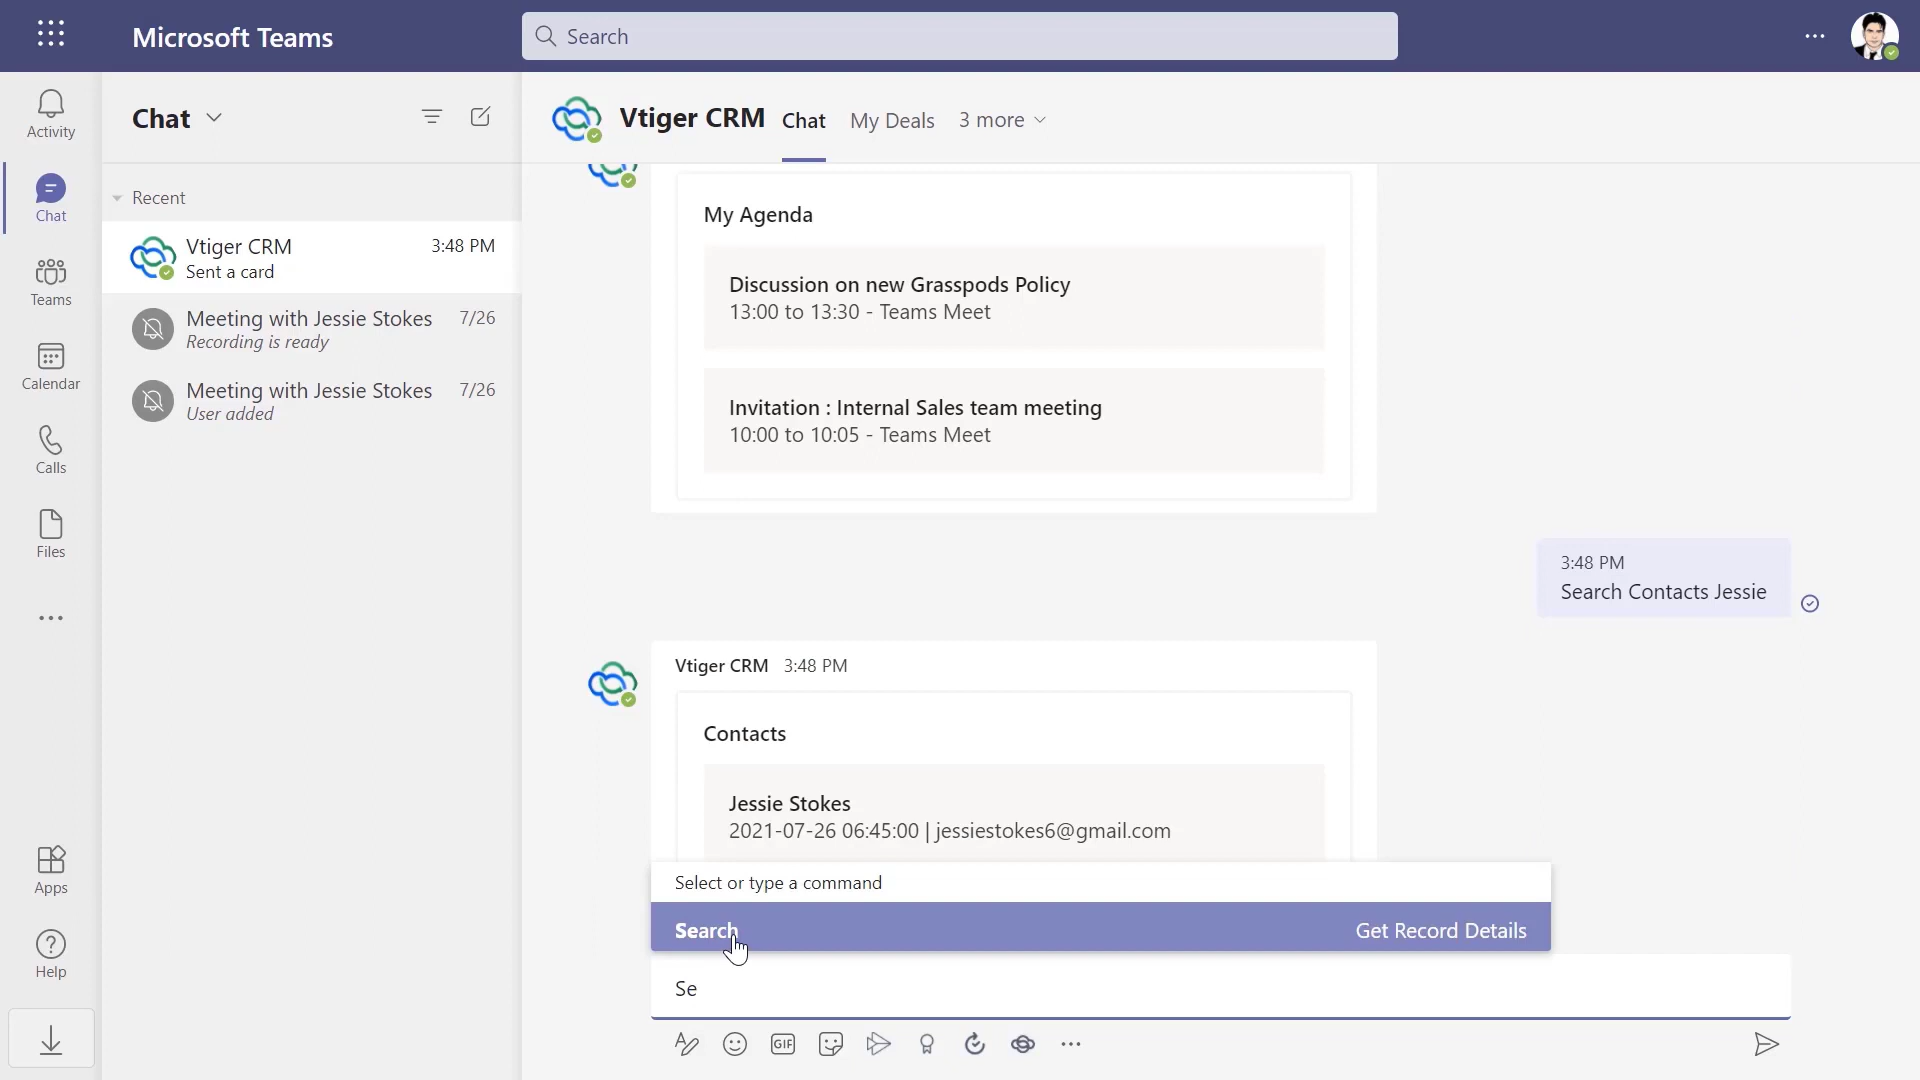 Microsoft Teams
Search
Activity
Chat
Teams
Calendar
Calls
Files
Apps
Help
Chat
Recent
Vtiger CRM 3:48 PM
Sent a card
Meeting with Jessie Stokes 7/26
Recording is ready
Meeting with Jessie Stokes 7/26
User added
Vtiger CRM Chat My Deals 3 more
My Agenda
Discussion on new Grasspods Policy
13:00 to 13:30 - Teams Meet
Invitation : Internal Sales team meeting
10:00 to 10:05 - Teams Meet
3:48 PM
Search Contacts Jessie
Vtiger CRM 3:48 PM
Contacts
Jessie Stokes
2021-07-26 06:45:00 | jessiestokes6@gmail.com
Select or type a command
Search Get Record Details
Se
GIF